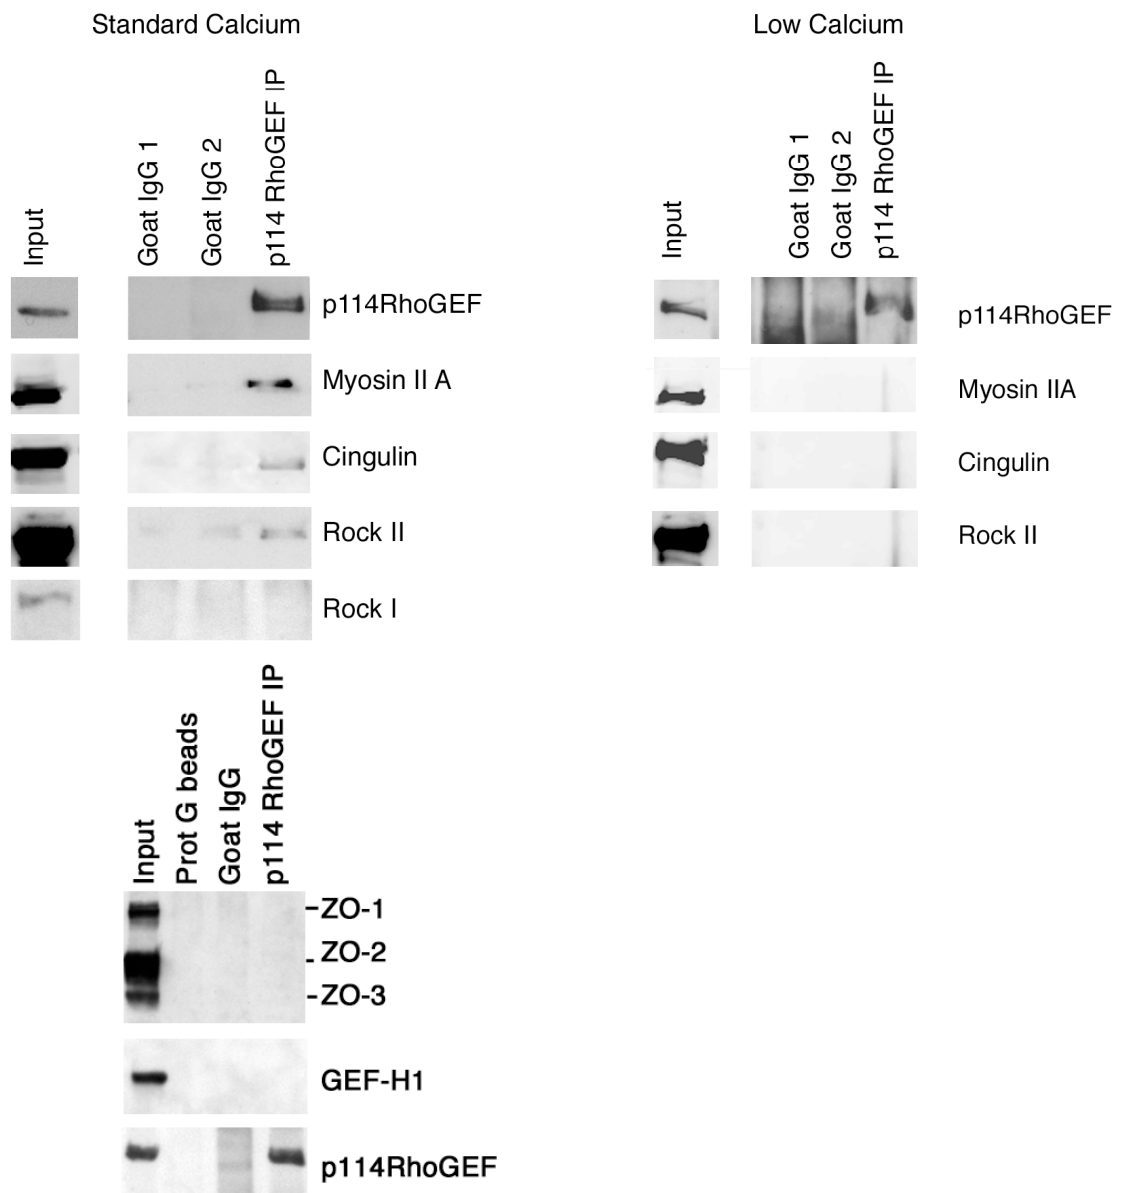 Standard Calcium
Low Calcium
Input
Goat IgG 1
Goat IgG 2
p114 RhoGEF IP
p114RhoGEF
Myosin II A
Cingulin
Rock II
Rock I
Input
Goat IgG 1
Goat IgG 2
p114 RhoGEF IP
p114RhoGEF
Myosin IIA
Cingulin
Rock II
Input
Prot G beads
Goat IgG
p114 RhoGEF IP
ZO-1
ZO-2
ZO-3
GEF-H1
p114RhoGEF